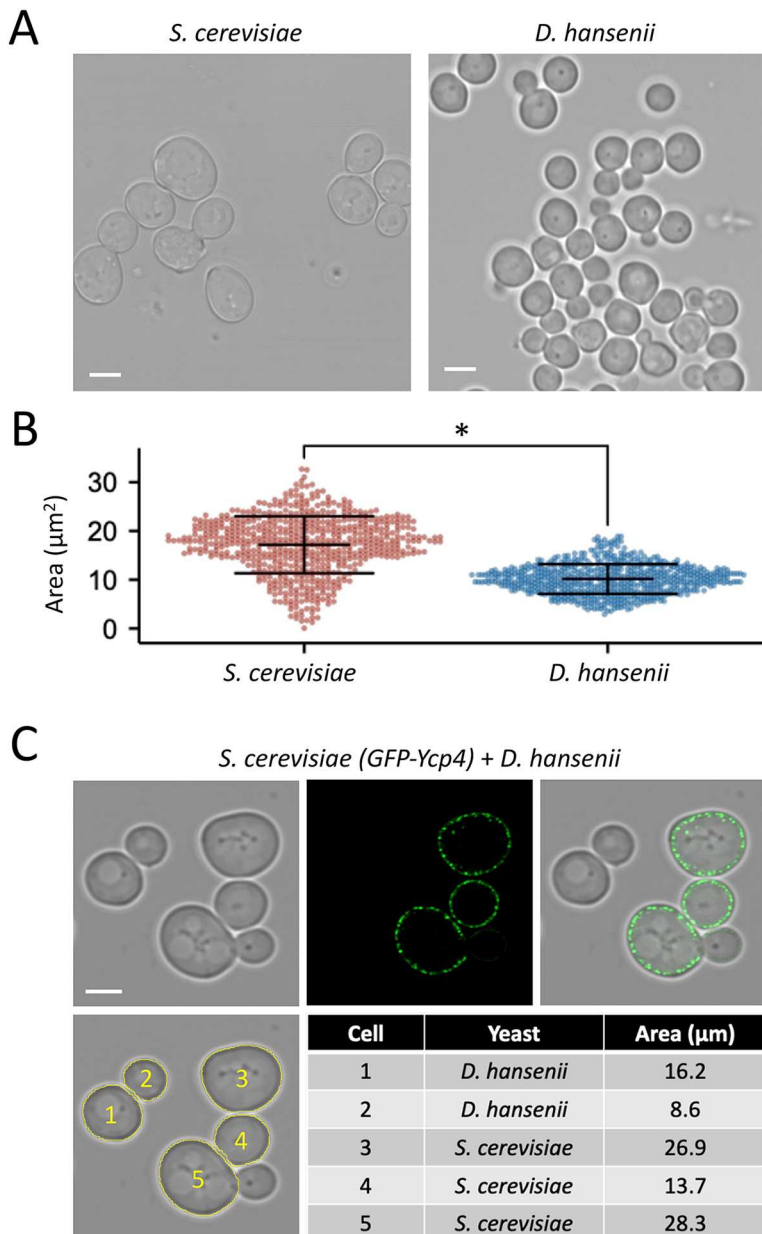 A
S. cerevisiae
D. hansenii
B
*
Area (µm²)
30
20
10
0
S. cerevisiae
D. hansenii
C
S. cerevisiae (GFP-Ycp4) + D. hansenii
1
2
3
4
5
Cell Yeast Area (µm)
1 D. hansenii 16.2
2 D. hansenii 8.6
3 S. cerevisiae 26.9
4 S. cerevisiae 13.7
5 S. cerevisiae 28.3